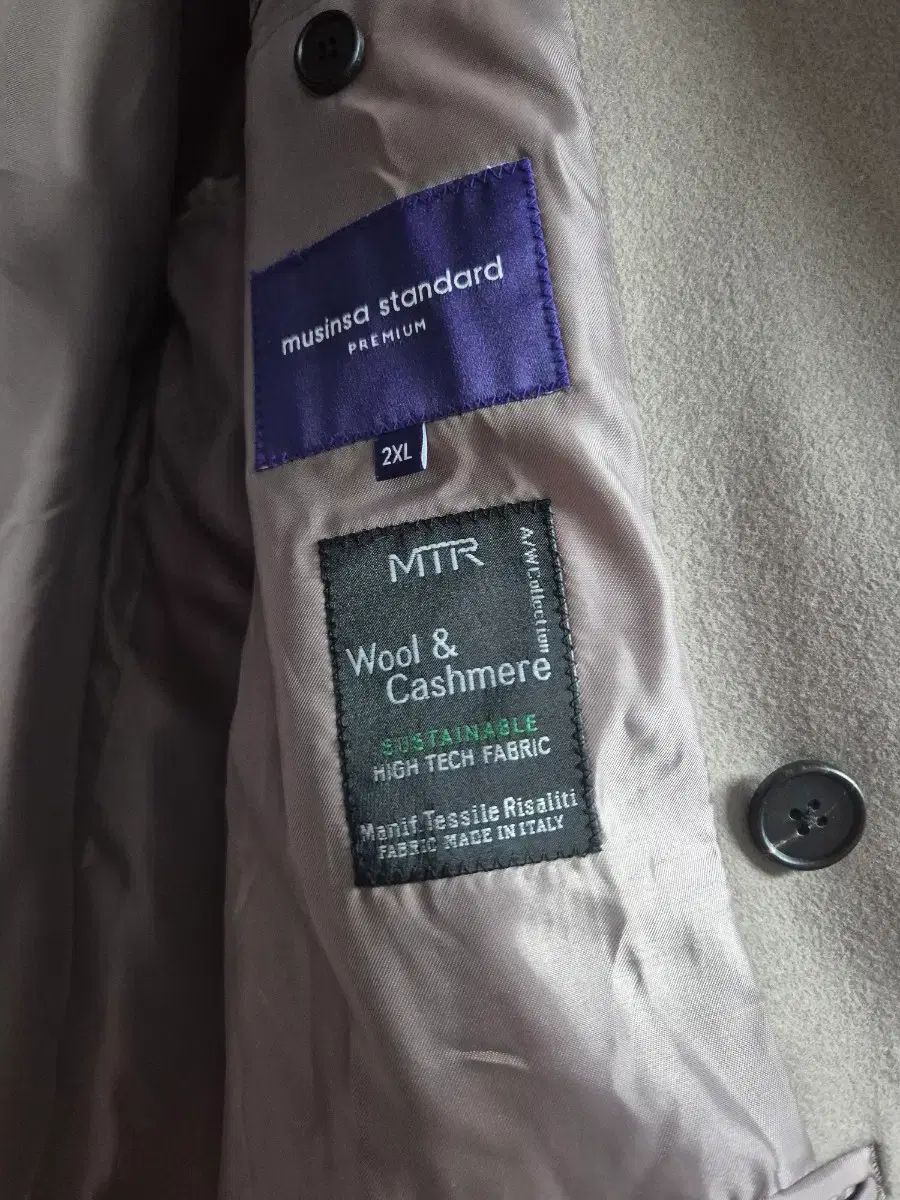 musinsa standard
PREMIUM
2XL
MTR
A/W Collection
Wool &
Cashmere
SUSTAINABLE
HIGH TECH FABRIC
Manif.Tessile Risaliti
FABRIC MADE IN ITALY